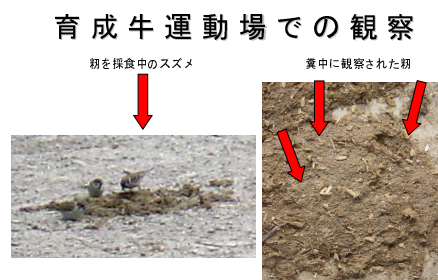 育成牛運動場での観察
籾を採食中のスズメ
糞中に観察された籾